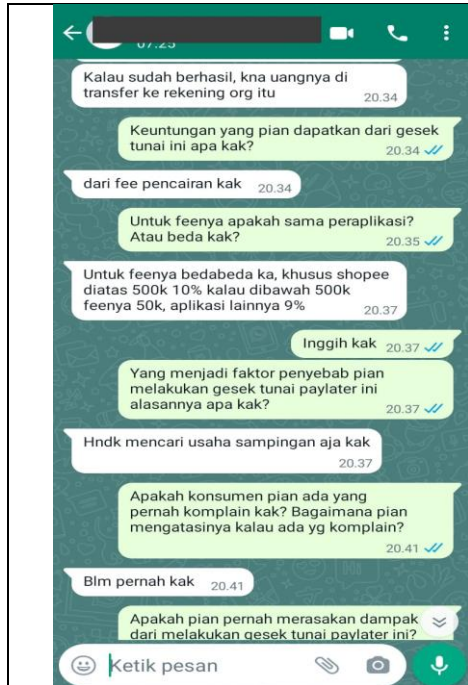 07.25
Kalau sudah berhasil, kna uangnya di
transfer ke rekening org itu
20.34
Keuntungan yang pian dapatkan dari gesek
tunai ini apa kak?
20.34
dari fee pencairan kak 20.34
Untuk feenya apakah sama peraplikasi?
Atau beda kak?
20.35
Untuk feenya bedabeda ka, khusus shopee
diatas 500k 10% kalau dibawah 500k
feenya 50k, aplikasi lainnya 9%
20.37
Inggih kak 20.37
Yang menjadi faktor penyebab pian
melakukan gesek tunai paylater ini
alasannya apa kak?
20.37
Hndk mencari usaha sampingan aja kak
20.37
Apakah konsumen pian ada yang
pernah komplain kak? Bagaimana pian
mengatasinya kalau ada yg komplain?
20.41
Blm pernah kak 20.41
Apakah pian pernah merasakan dampak
dari melakukan gesek tunai paylater ini?
Ketik pesan